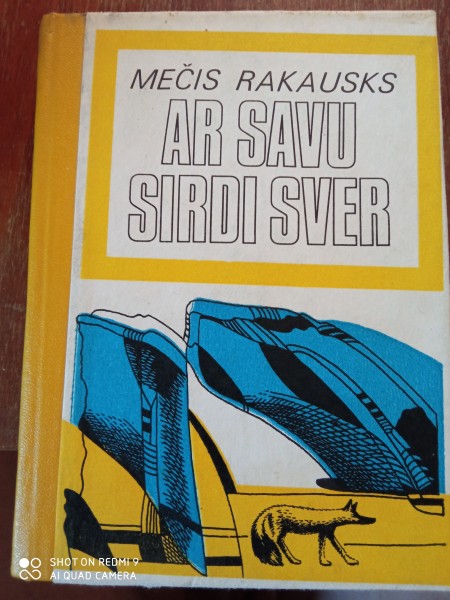 MEČIS RAKAUSKS
AR SAVU
SIRDI SVER
SHOT ON REDMI 9
AI QUAD CAMERA